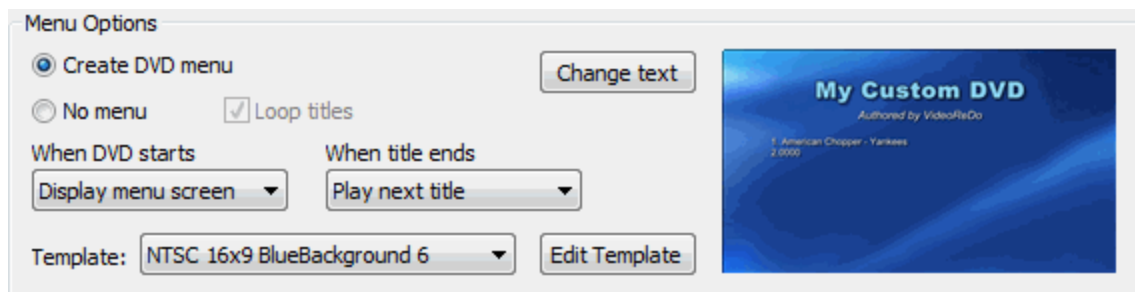 Menu Options
Create DVD menu
Change text
No menu
Loop titles
When DVD starts
When title ends
Display menu screen
Play next title
Template:
NTSC 16x9 BlueBackground 6
Edit Template
My Custom DVD
Authored by VideoReDo
1. American Chopper - Yankees
2.0000